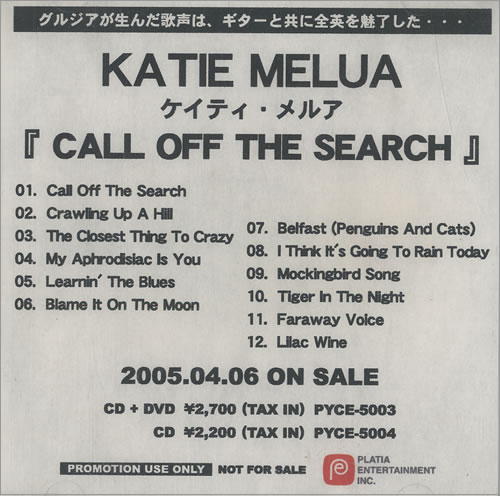 グルジアが生んだ歌声は、ギターと共に全英を魅了した・・・
KATIE MELUA
ケイティ・メルア
『 CALL OFF THE SEARCH 』
01. Call Off The Search
02. Crawling Up A Hill
03. The Closest Thing To Crazy
04. My Aphrodisiac Is You
05. Learnin' The Blues
06. Blame It On The Moon
07. Belfast (Penguins And Cats)
08. I Think It's Going To Rain Today
09. Mockingbird Song
10. Tiger In The Night
11. Faraway Voice
12. Lilac Wine
2005.04.06 ON SALE
CD + DVD ¥2,700 (TAX IN) PYCE-5003
CD ¥2,200 (TAX IN) PYCE-5004
PROMOTION USE ONLY NOT FOR SALE
PLATIA
ENTERTAINMENT
INC.